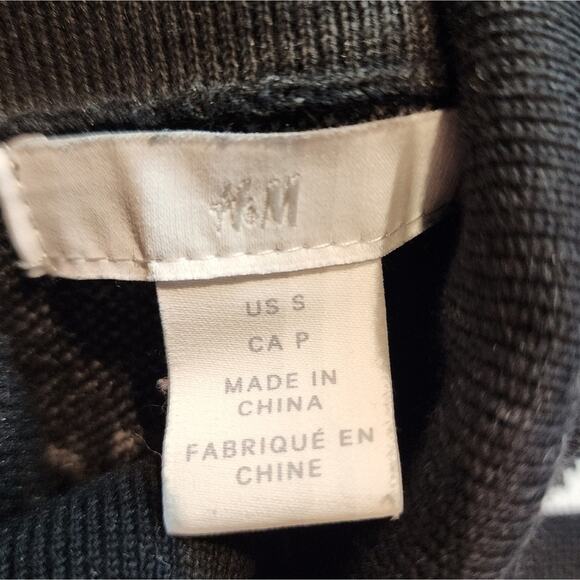 H&M
US S
CA P
MADE IN
CHINA
FABRIQUÉ EN
CHINE